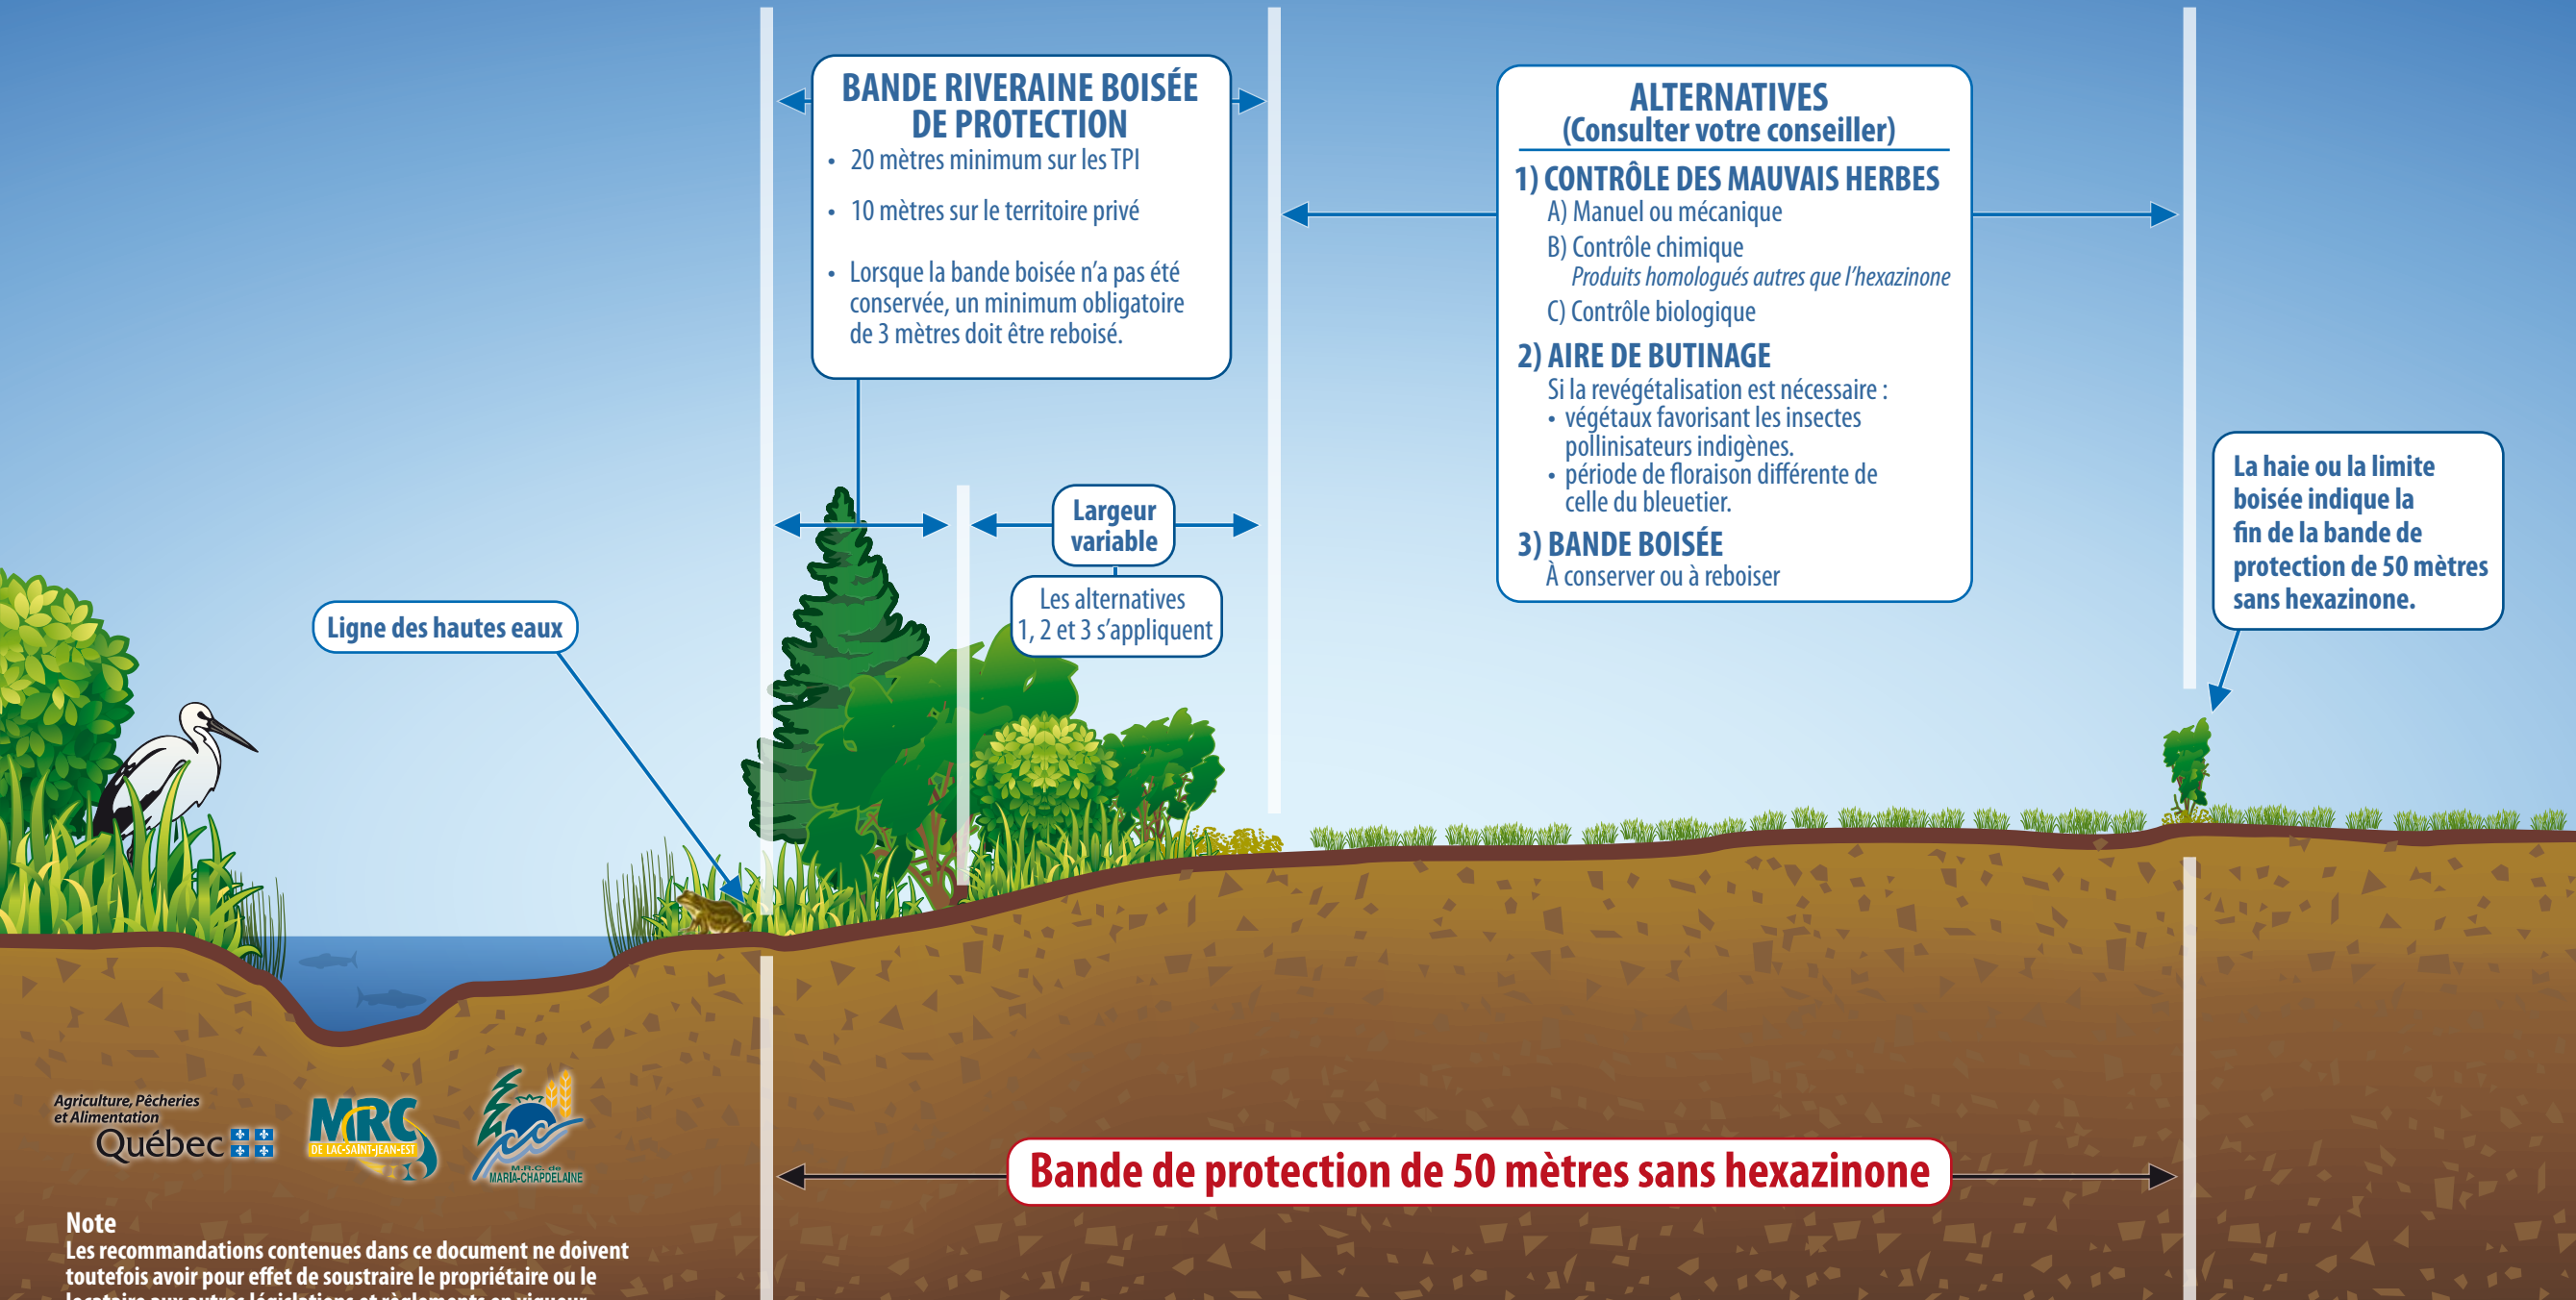 BANDE RIVERAINE BOISÉE
DE PROTECTION
• 20 mètres minimum sur les TPI
• 10 mètres sur le territoire privé
• Lorsque la bande boisée n'a pas été
conservée, un minimum obligatoire
de 3 mètres doit être reboisé.
ALTERNATIVES
(Consulter votre conseiller)
1) CONTRÔLE DES MAUVAIS HERBES
A) Manuel ou mécanique
B) Contrôle chimique
Produits homologués autres que l'hexazinone
C) Contrôle biologique
2) AIRE DE BUTINAGE
Si la revégétalisation est nécessaire :
• végétaux favorisant les insectes
pollinisateurs indigènes.
• période de floraison différente de
celle du bleuetier.
3) BANDE BOISÉE
À conserver ou à reboiser
La haie ou la limite
boisée indique la
fin de la bande de
protection de 50 mètres
sans hexazinone.
Largeur
variable
Les alternatives
1, 2 et 3 s'appliquent
Ligne des hautes eaux
Agriculture, Pêcheries
et Alimentation
Québec
MRC
DE LAC-SAINT-JEAN-EST
M.R.C. de
MARIA-CHAPDELAINE
Bande de protection de 50 mètres sans hexazinone
Note
Les recommandations contenues dans ce document ne doivent
toutefois avoir pour effet de soustraire le propriétaire ou le
locataire aux autres législations et règlements en vigueur